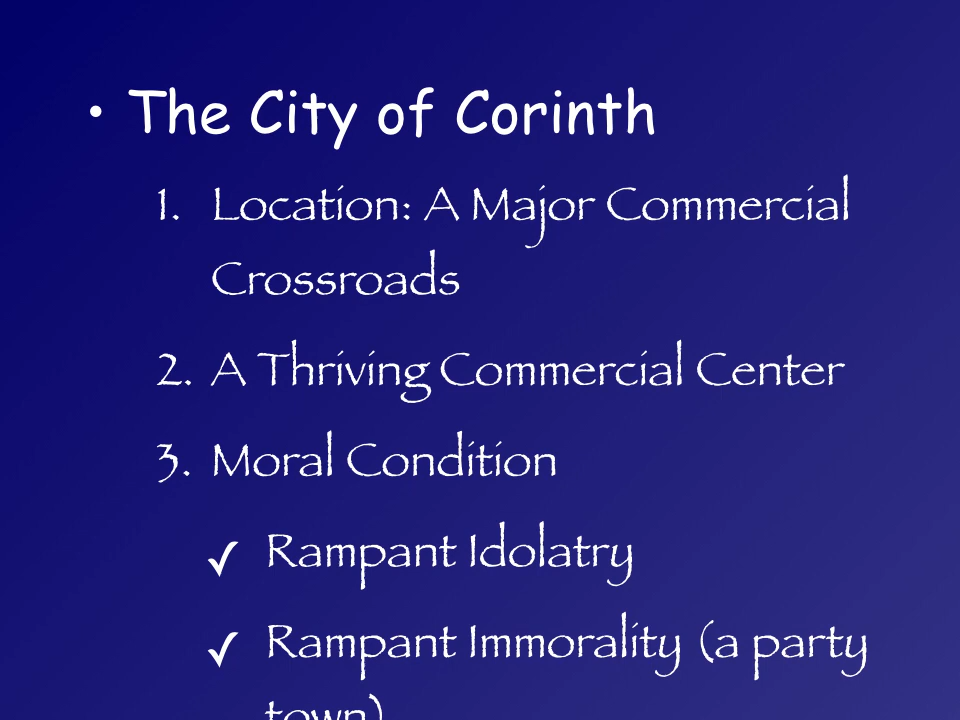 • The City of Corinth
1. Location: A Major Commercial
Crossroads
2. A Thriving Commercial Center
3. Moral Condition
✓ Rampant Idolatry
✓ Rampant Immorality (a party
town)